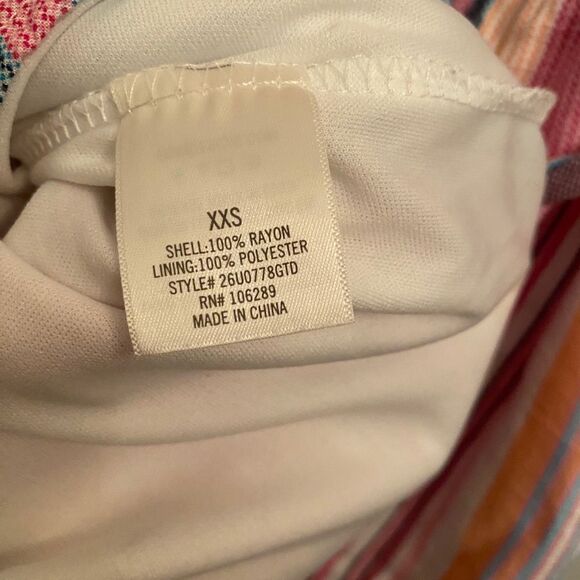 XXS
SHELL:100% RAYON
LINING:100% POLYESTER
STYLE# 26U0778GTD
RN# 106289
MADE IN CHINA